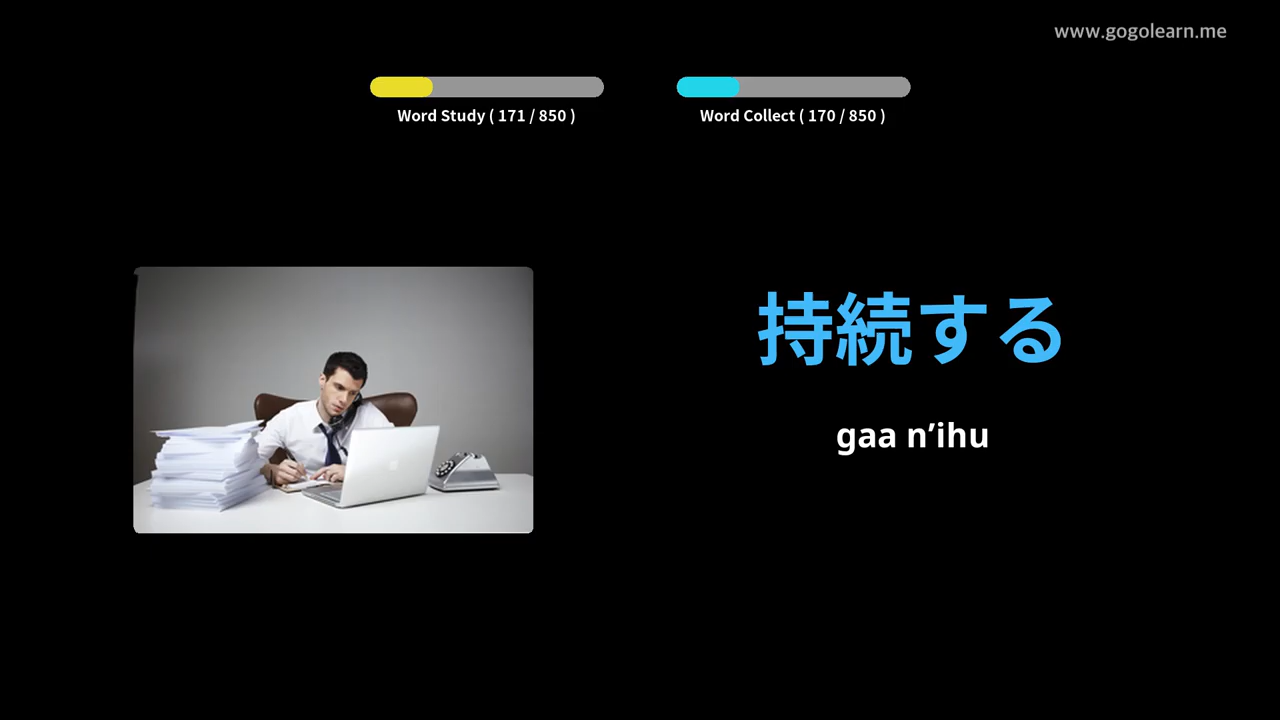 www.gogolearn.me
Word Study ( 171 / 850 )
Word Collect ( 170 / 850 )
持続する
gaa n’ihu